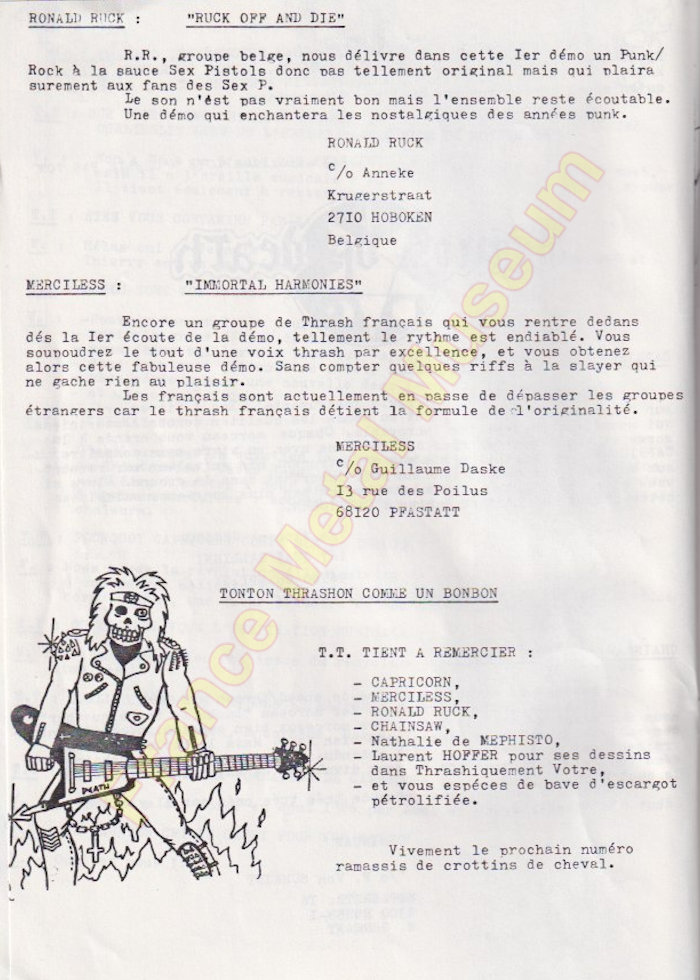 RONALD RUCK : "RUCK OFF AND DIE"
R.R., groupe belge, nous délivre dans cette Ier démo un Punk/
Rock à la sauce Sex Pistols donc pas tellement original mais qui plaira
surement aux fans des Sex P.
Le son n'ést pas vraiment bon mais l'ensemble reste écoutable.
Une démo qui enchantera les nostalgiques des années punk.
RONALD RUCK
c/o Anneke
Krugerstraat
27IO HOBOKEN
Belgique
MERCILESS : "IMMORTAL HARMONIES"
Encore un groupe de Thrash français qui vous rentre dedans
dés la Ier écoute de la démo, tellement le rythme est endiablé. Vous
soupoudrez le tout d'une voix thrash par excellence, et vous obtenez
alors cette fabuleuse démo. Sans compter quelques riffs à la slayer qui
ne gache rien au plaisir.
Les français sont actuellement en passe de dépasser les groupes
étrangers car le thrash français détient la formule de l'originalité.
MERCILESS
c/o Guillaume Daske
I3 rue des Poilus
68I20 PFASTATT
TONTON THRASHON COMME UN BONBON
T.T. TIENT A REMERCIER :
- CAPRICORN,
- MERCILESS,
- RONALD RUCK,
- CHAINSAW,
- Nathalie de MEPHISTO,
- Laurent HOFFER pour ses dessins
dans Thrashiquement Votre,
- et vous espéces de bave d'escargot
pétrolifiée.
Vivement le prochain numéro
ramassis de crottins de cheval.
DEATH
France Metal Museum